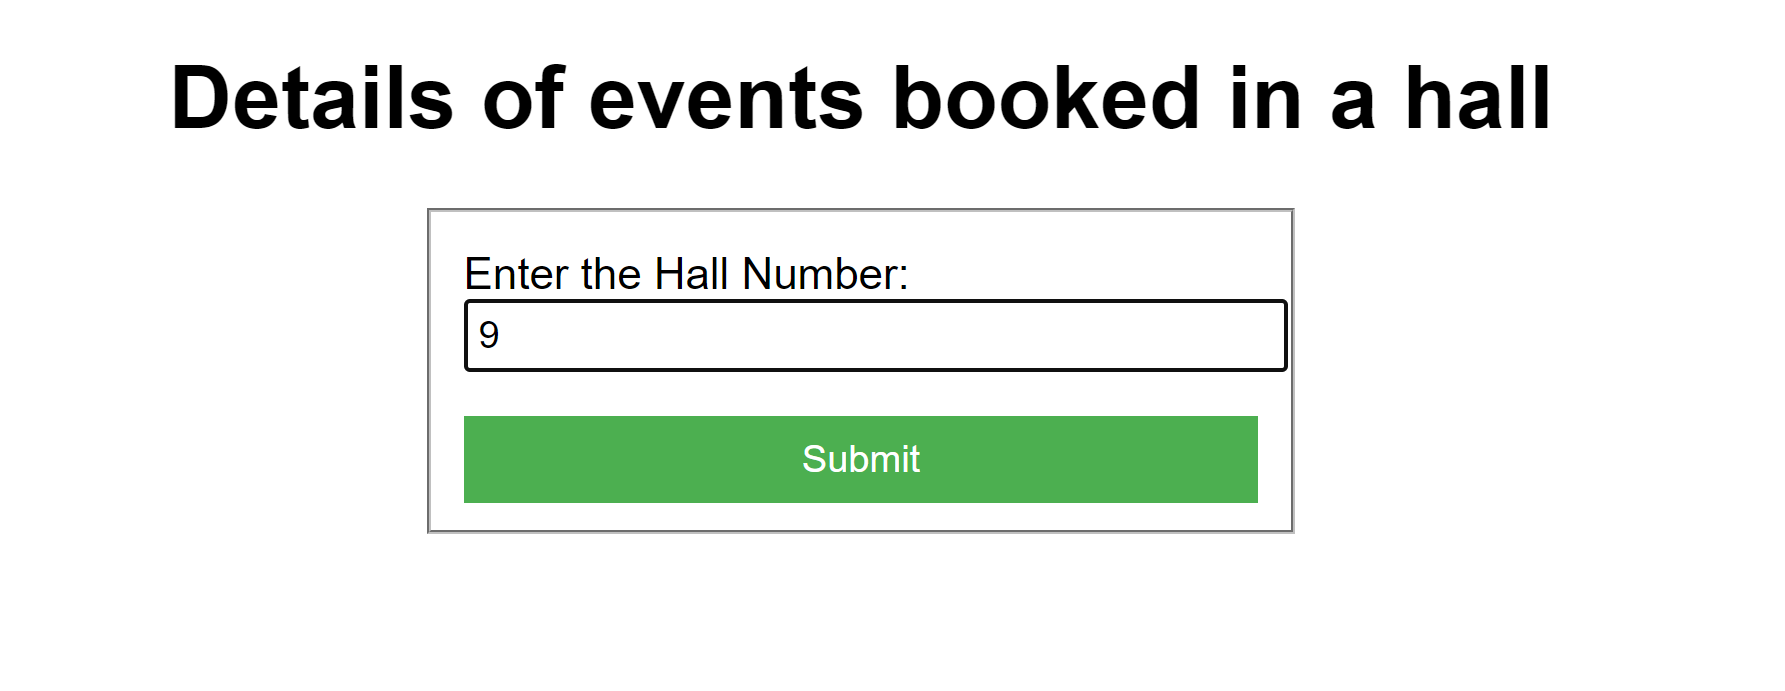 Details of events booked in a hall
Enter the Hall Number:
9
Submit